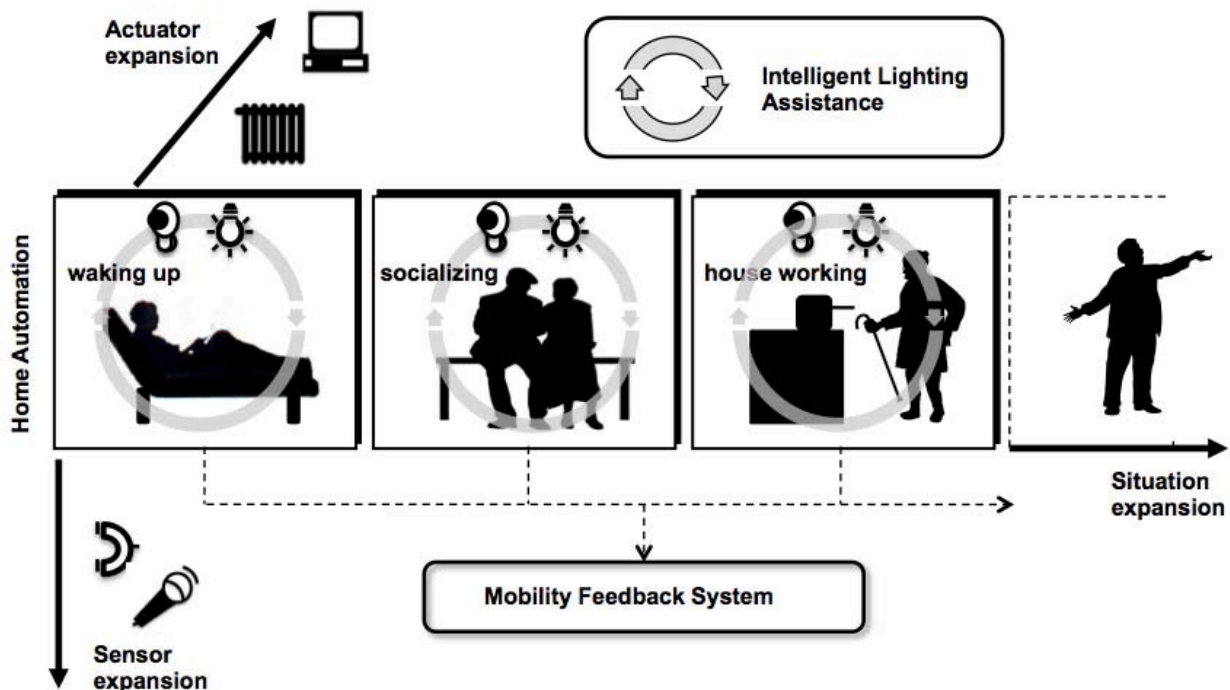 Actuator
expansion
Intelligent Lighting
Assistance
Home Automation
waking up
socializing
house working
Situation
expansion
Mobility Feedback System
Sensor
expansion